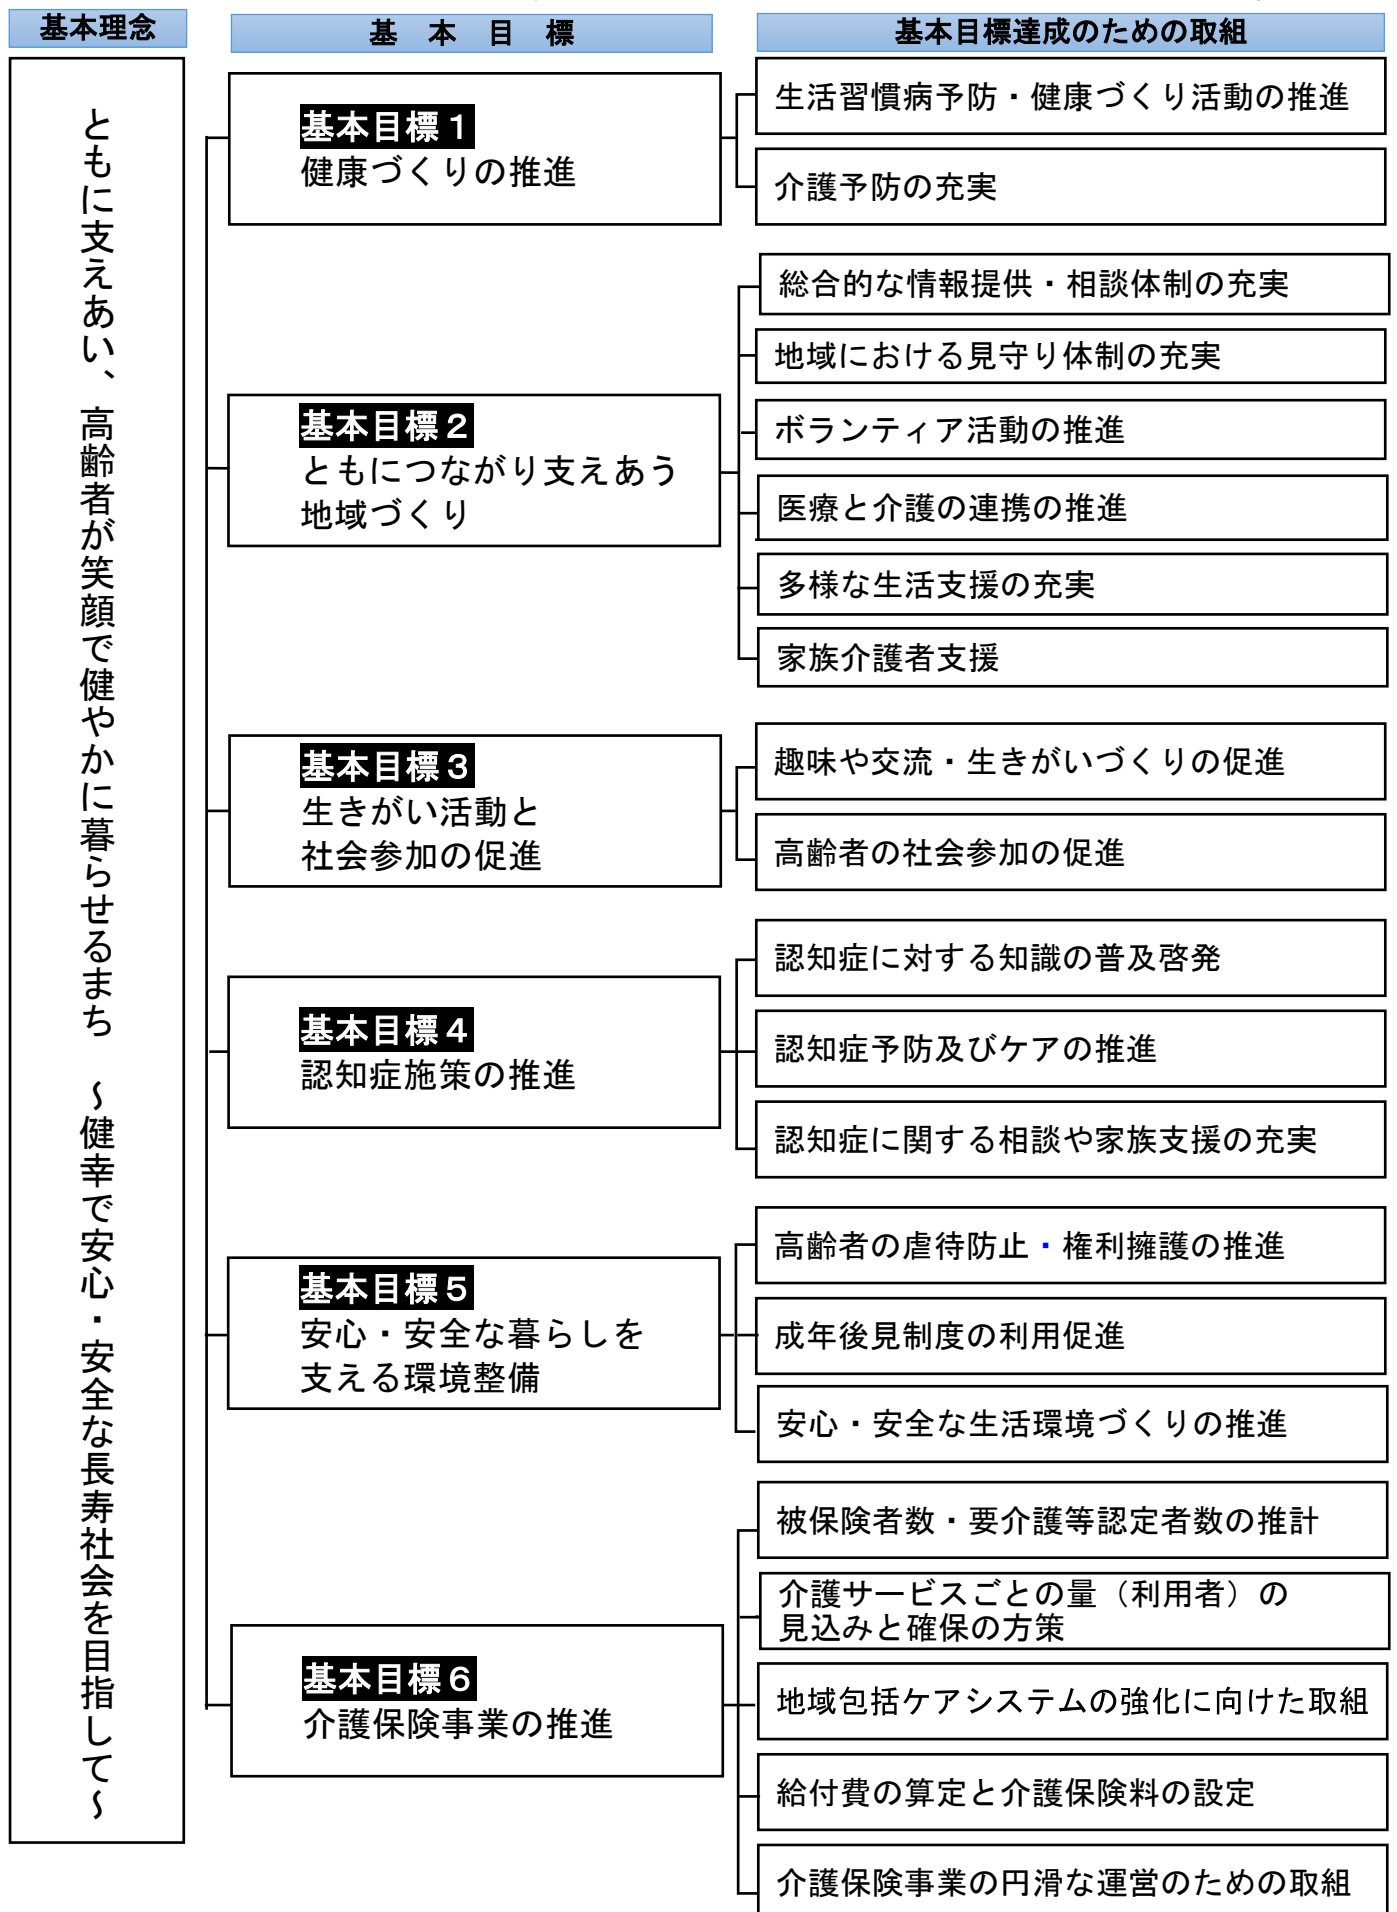 基本理念
基本目標
基本目標達成のための取組
ともに支えあい、高齢者が笑顔で健やかに暮らせるまち　～健幸で安心・安全な長寿社会を目指して～
基本目標１
健康づくりの推進
生活習慣病予防・健康づくり活動の推進
介護予防の充実
基本目標２
ともにつながり支えあう
地域づくり
総合的な情報提供・相談体制の充実
地域における見守り体制の充実
ボランティア活動の推進
医療と介護の連携の推進
多様な生活支援の充実
家族介護者支援
基本目標３
生きがい活動と
社会参加の促進
趣味や交流・生きがいづくりの促進
高齢者の社会参加の促進
基本目標４
認知症施策の推進
認知症に対する知識の普及啓発
認知症予防及びケアの推進
認知症に関する相談や家族支援の充実
基本目標５
安心・安全な暮らしを
支える環境整備
高齢者の虐待防止・権利擁護の推進
成年後見制度の利用促進
安心・安全な生活環境づくりの推進
基本目標６
介護保険事業の推進
被保険者数・要介護等認定者数の推計
介護サービスごとの量（利用者）の
見込みと確保の方策
地域包括ケアシステムの強化に向けた取組
給付費の算定と介護保険料の設定
介護保険事業の円滑な運営のための取組